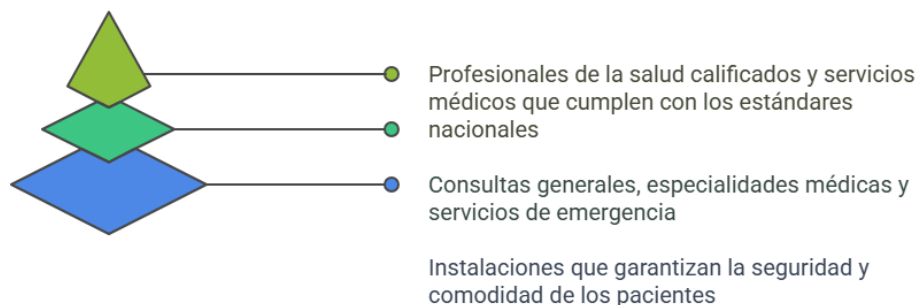 Profesionales de la salud calificados y servicios
médicos que cumplen con los estándares
nacionales
Consultas generales, especialidades médicas y
servicios de emergencia
Instalaciones que garantizan la seguridad y
comodidad de los pacientes